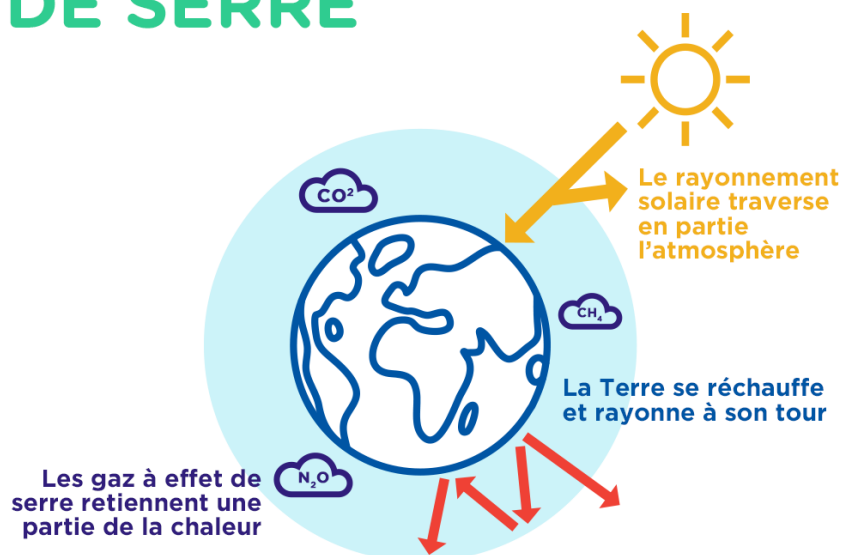 DE SERRE
CO²
Le rayonnement
solaire traverse
en partie
l’atmosphère
CH₄
La Terre se réchauffe
et rayonne à son tour
Les gaz à effet de
serre retiennent une
partie de la chaleur
N₂O